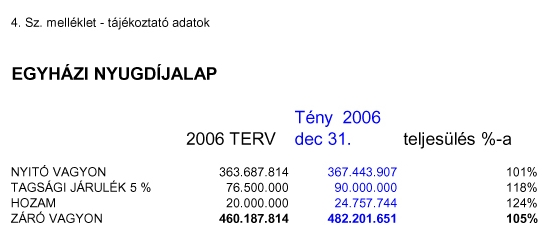 4. Sz. melléklet - tájékoztató adatok
EGYHÁZI NYUGDÍJALAP
2006 TERV Tény 2006 dec 31. teljesülés %-a
NYITÓ VAGYON 363.687.814 367.443.907 101%
TAGSÁGI JÁRULÉK 5 % 76.500.000 90.000.000 118%
HOZAM 20.000.000 24.757.744 124%
ZÁRÓ VAGYON 460.187.814 482.201.651 105%